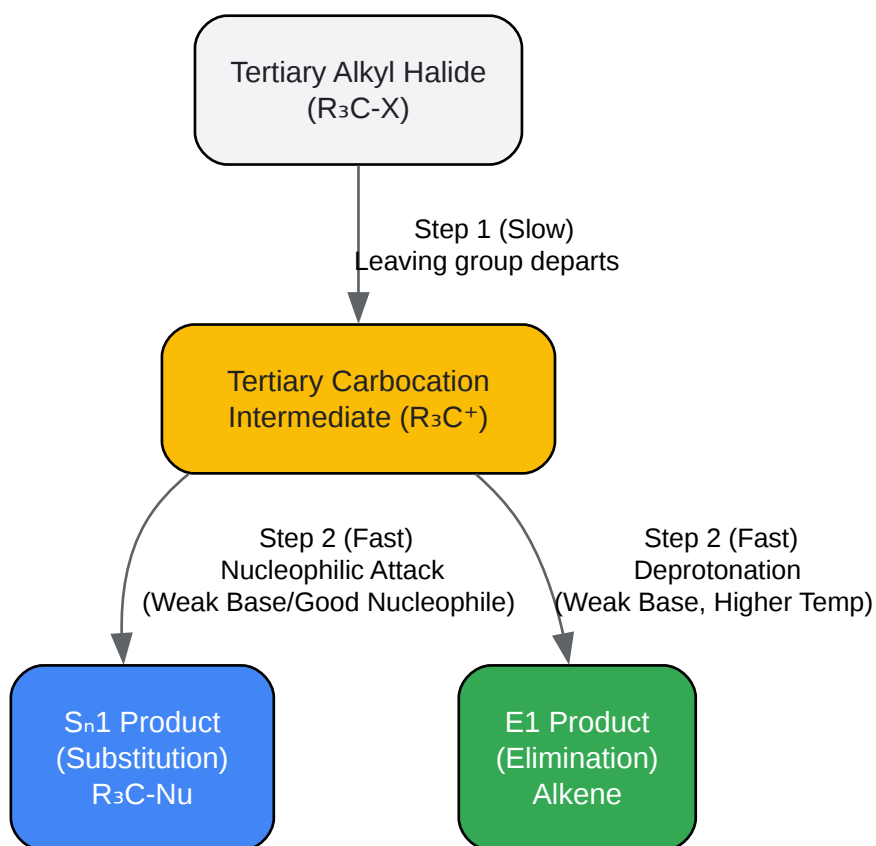 Tertiary Alkyl Halide
(R₃C-X)
Step 1 (Slow)
Leaving group departs
Tertiary Carbocation
Intermediate (R₃C⁺)
Step 2 (Fast)
Nucleophilic Attack
(Weak Base/Good Nucleophile)
Step 2 (Fast)
Deprotonation
(Weak Base, Higher Temp)
Sₙ1 Product
(Substitution)
R₃C-Nu
E1 Product
(Elimination)
Alkene